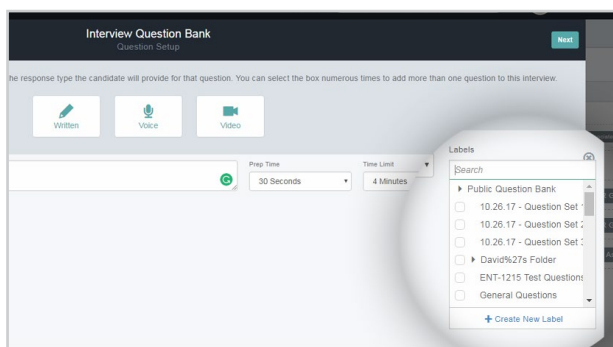 Interview Question Bank
Question Setup
Next
he response type the candidate will provide for that question. You can select the box numerous times to add more than one question to this interview.
Written
Voice
Video
Labels
Prep Time
Time Limit
30 Seconds
4 Minutes
Search
Public Question Bank
10.26.17 - Question Set
10.26.17 - Question Set 2
10.26.17 - Question Set
David%27s Folder
ENT-1215 Test Questions
General Questions
+ Create New Label